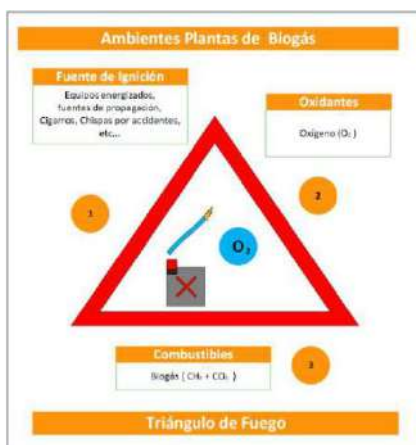 Ambientes Plantas de Biogás
Fuente de Ignición
Equipos energizados,
fuentes de propagación,
Cigarros, Chispas por accidentes,
etc...
Oxidantes
Oxígeno (O₂ )
1
2
O₂
Combustibles
Biogás ( CH₄ + CO₂ )
3
Triángulo de Fuego